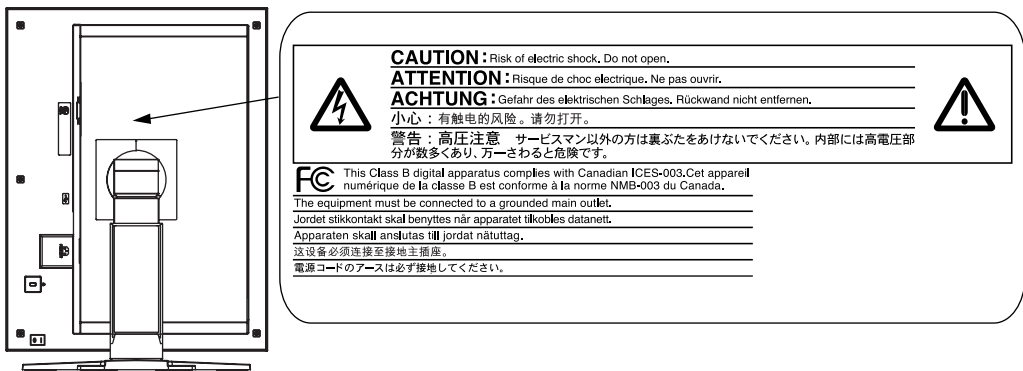 CAUTION : Risk of electric shock. Do not open.
ATTENTION : Risque de choc electrique. Ne pas ouvrir.
ACHTUNG : Gefahr des elektrischen Schlages. Rückwand nicht entfernen.
小心 : 有触电的风险。请勿打开。
警告 : 高圧注意 サービスマン以外の方は裏ぶたをあけないでください。内部には高電圧部
分が数多くあり、万一さわると危険です。
FC This Class B digital apparatus complies with Canadian ICES-003.Cet appareil
numérique de la classe B est conforme à la norme NMB-003 du Canada.
The equipment must be connected to a grounded main outlet.
Jordet stikkontakt skal benyttes når apparatet tilkobles datanett.
Apparaten skall anslutas till jordat nätuttag.
这设备必须连接至接地主插座。
電源コードのアースは必ず接地してください。